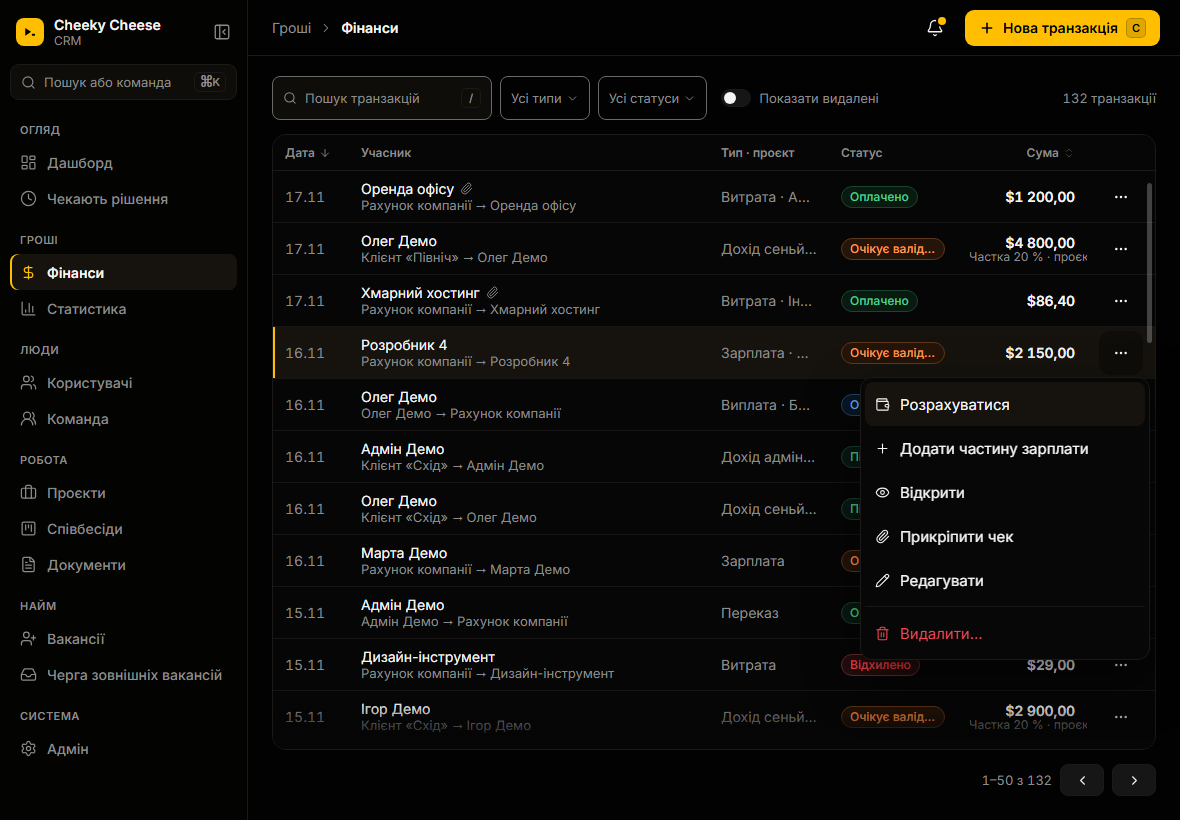 Cheeky Cheese
CRM
Пошук або команда ⌘K
ОГЛЯД
Дашборд
Чекають рішення
ГРОШІ
Фінанси
Статистика
ЛЮДИ
Користувачі
Команда
РОБОТА
Проєкти
Співбесіди
Документи
НАЙМ
Вакансії
Черга зовнішніх вакансій
СИСТЕМА
Адмін
Гроші > Фінанси
Нова транзакція C
Пошук транзакцій /
Усі типи
Усі статуси
Показати видалені
132 транзакції
Дата ↓ Учасник Тип · проєкт Статус Сума
17.11 Оренда офісу Витрата · А... Оплачено $1 200,00
Рахунок компанії → Оренда офісу
17.11 Олег Демо Дохід сеньй... Очікує валід... $4 800,00
Клієнт «Північ» → Олег Демо Частка 20 % · проєк
17.11 Хмарний хостинг Витрата · Ін... Оплачено $86,40
Рахунок компанії → Хмарний хостинг
16.11 Розробник 4 Зарплата · ... Очікує валід... $2 150,00
Рахунок компанії → Розробник 4
16.11 Олег Демо Виплата · Б... О
Олег Демо → Рахунок компанії
16.11 Адмін Демо Дохід адмін...
Клієнт «Схід» → Адмін Демо
16.11 Олег Демо Дохід сеньй...
Клієнт «Схід» → Олег Демо
16.11 Марта Демо Зарплата О
Рахунок компанії → Марта Демо
15.11 Адмін Демо Переказ О
Адмін Демо → Рахунок компанії
15.11 Дизайн-інструмент Витрата Відхилено $29,00
Рахунок компанії → Дизайн-інструмент
15.11 Ігор Демо Дохід сеньй... Очікує валід... $2 900,00
Клієнт «Схід» → Ігор Демо Частка 20 % · проєк
Розрахуватися
Додати частину зарплати
Відкрити
Прикріпити чек
Редагувати
Видалити...
1–50 з 132